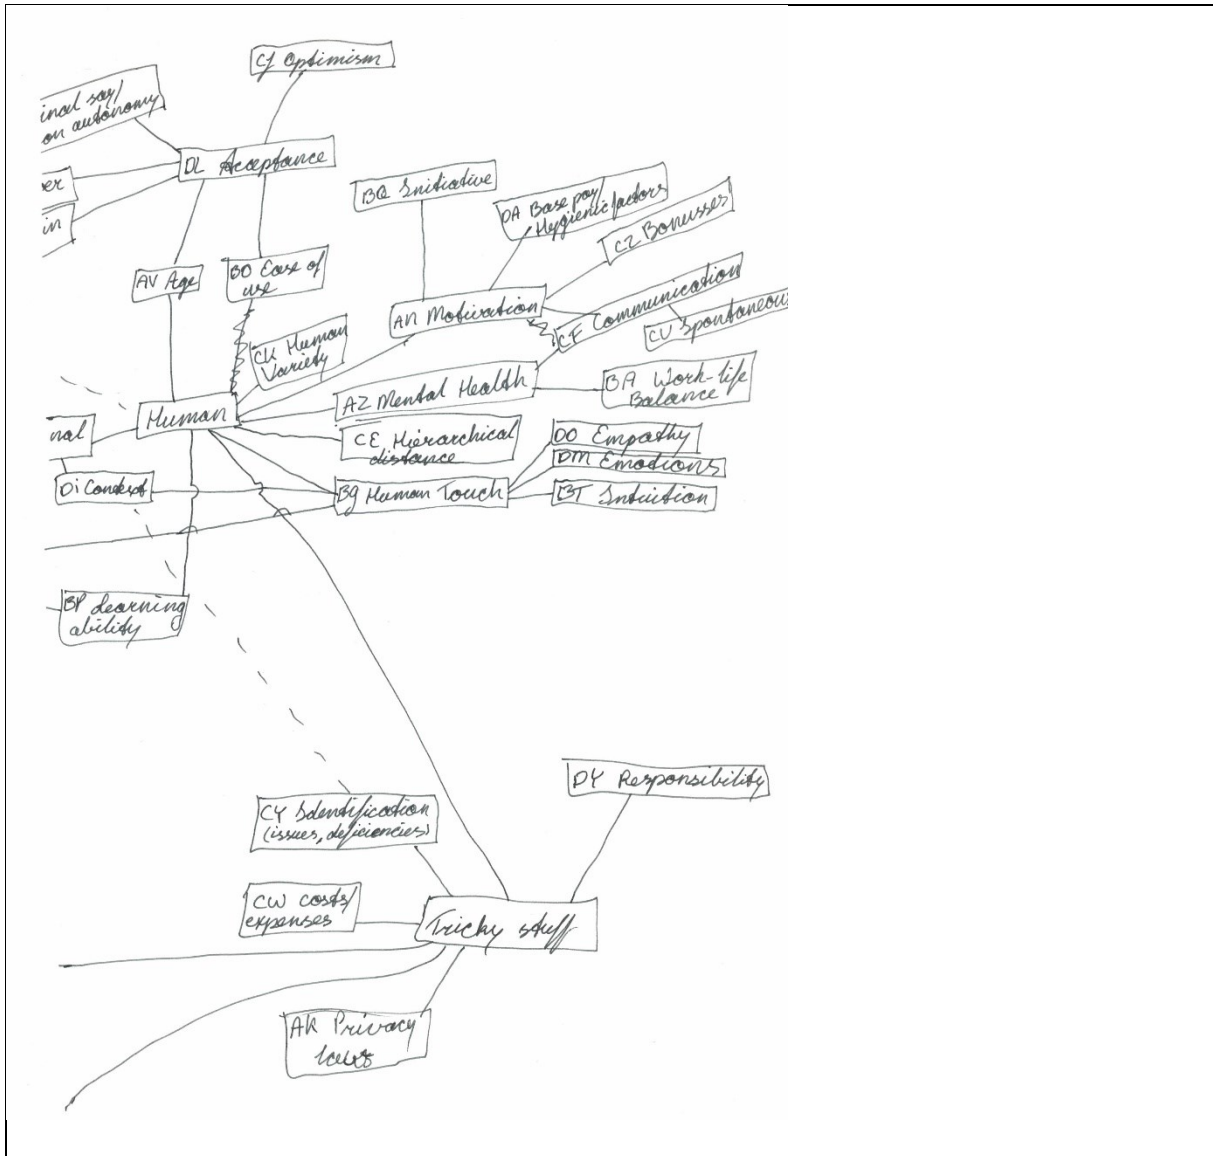 CJ Optimism
inal say/
on autonomy
DL Acceptance
er
in
BQ Initiative
DA Base pay/
Hygienic factors
CZ Bonusses
AV Age
BO Ease of
use
AN Motivation
CF Communication
CU Spontaneous
CK Human
Variety
AZ Mental Health
BA Work-life
Balance
Human
nal
CE Hierarchical
distance
DO Empathy
DM Emotions
Di Context
Bg Human Touch
BT Intuition
BP Learning
ability
DY Responsibility
CY Identification
(issues, deficiencies)
CW costs/
expenses
Tricky stuff
AK Privacy
laws